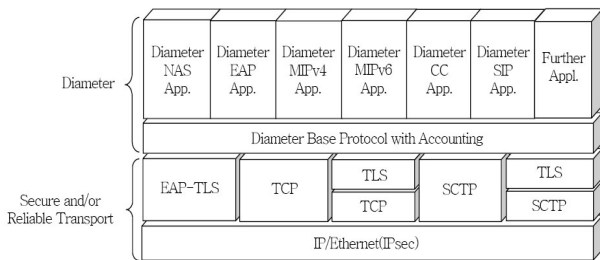 Diameter
Diameter
NAS
App.
Diameter
EAP
App.
Diameter
MIPv4
App.
Diameter
MIPv6
App.
Diameter
CC
App.
Diameter
SIP
App.
Further
Appl.
Diameter Base Protocol with Accounting
Secure and/or
Reliable Transport
EAP-TLS
TCP
TLS
TCP
SCTP
TLS
SCTP
IP/Ethernet(IPsec)